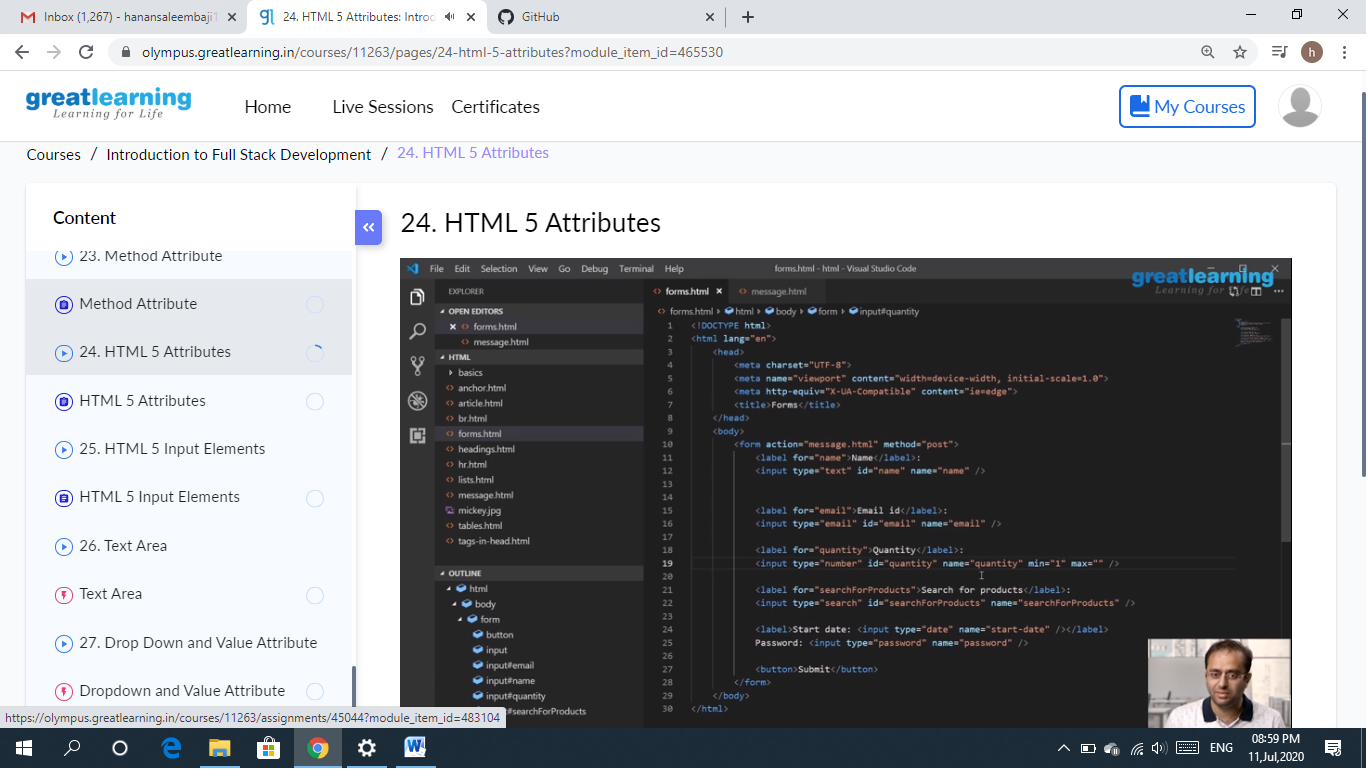 Inbox (1,267) - hanansaleembaji1
24. HTML 5 Attributes: Introd
GitHub
olympus.greatlearning.in/courses/11263/pages/24-html-5-attributes?module_item_id=465530
h
greatlearning
Learning for Life
Home
Live Sessions
Certificates
My Courses
Courses / Introduction to Full Stack Development / 24. HTML 5 Attributes
Content
23. Method Attribute
Method Attribute
24. HTML 5 Attributes
HTML 5 Attributes
25. HTML 5 Input Elements
HTML 5 Input Elements
26. Text Area
Text Area
27. Drop Down and Value Attribute
Dropdown and Value Attribute
24. HTML 5 Attributes
File Edit Selection View Go Debug Terminal Help
forms.html - html - Visual Studio Code
greatlearning
Learning for Life
EXPLORER
OPEN EDITORS
forms.html
message.html
HTML
basics
anchor.html
article.html
br.html
forms.html
headings.html
hr.html
lists.html
message.html
mickey.jpg
tables.html
tags-in-head.html
OUTLINE
html
body
form
button
input
input#email
input#name
input#quantity
input#searchForProducts
forms.html
message.html
forms.html html body form input#quantity
1 <!DOCTYPE html>
2 <html lang="en">
3 <head>
4 <meta charset="UTF-8">
5 <meta name="viewport" content="width=device-width, initial-scale=1.0">
6 <meta http-equiv="X-UA-Compatible" content="ie=edge">
7 <title>Forms</title>
8 </head>
9 <body>
10 <form action="message.html" method="post">
11 <label for="name">Name</label>:
12 <input type="text" id="name" name="name" />
13
14
15 <label for="email">Email id</label>:
16 <input type="email" id="email" name="email" />
17
18 <label for="quantity">Quantity</label>:
19 <input type="number" id="quantity" name="quantity" min="1" max="" />
20
21 <label for="searchForProducts">Search for products</label>:
22 <input type="search" id="searchForProducts" name="searchForProducts" />
23
24 <label>Start date: <input type="date" name="start-date" /></label>
25 Password: <input type="password" name="password" />
26
27 <button>Submit</button>
28 </form>
29 </body>
30 </html>
https://olympus.greatlearning.in/courses/11263/assignments/45044?module_item_id=483104
ENG
08:59 PM
11,Jul,2020